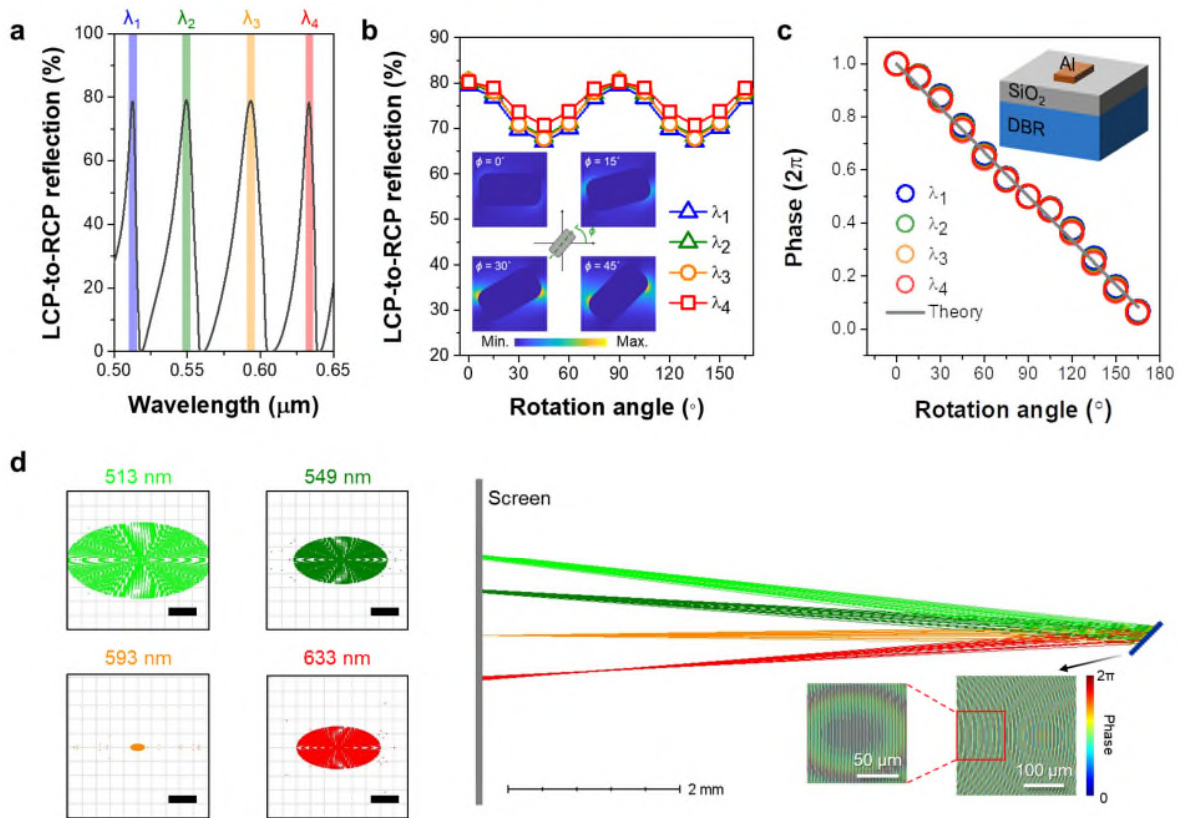 a
λ1 λ2 λ3 λ4
LCP-to-RCP reflection (%)
100
80
60
40
20
0
0.50 0.55 0.60 0.65
Wavelength (μm)
b
LCP-to-RCP reflection (%)
90
80
70
60
50
40
30
20
ϕ = 0° ϕ = 15°
ϕ
ϕ = 30° ϕ = 45°
Min. Max.
λ1
λ2
λ3
λ4
0 30 60 90 120 150
Rotation angle (°)
c
Phase (2π)
1.0
0.8
0.6
0.4
0.2
0.0
Al
SiO2
DBR
λ1
λ2
λ3
λ4
Theory
0 30 60 90 120 150 180
Rotation angle (°)
d
513 nm 549 nm
593 nm 633 nm
Screen
2 mm
50 μm
100 μm
2π
Phase
0